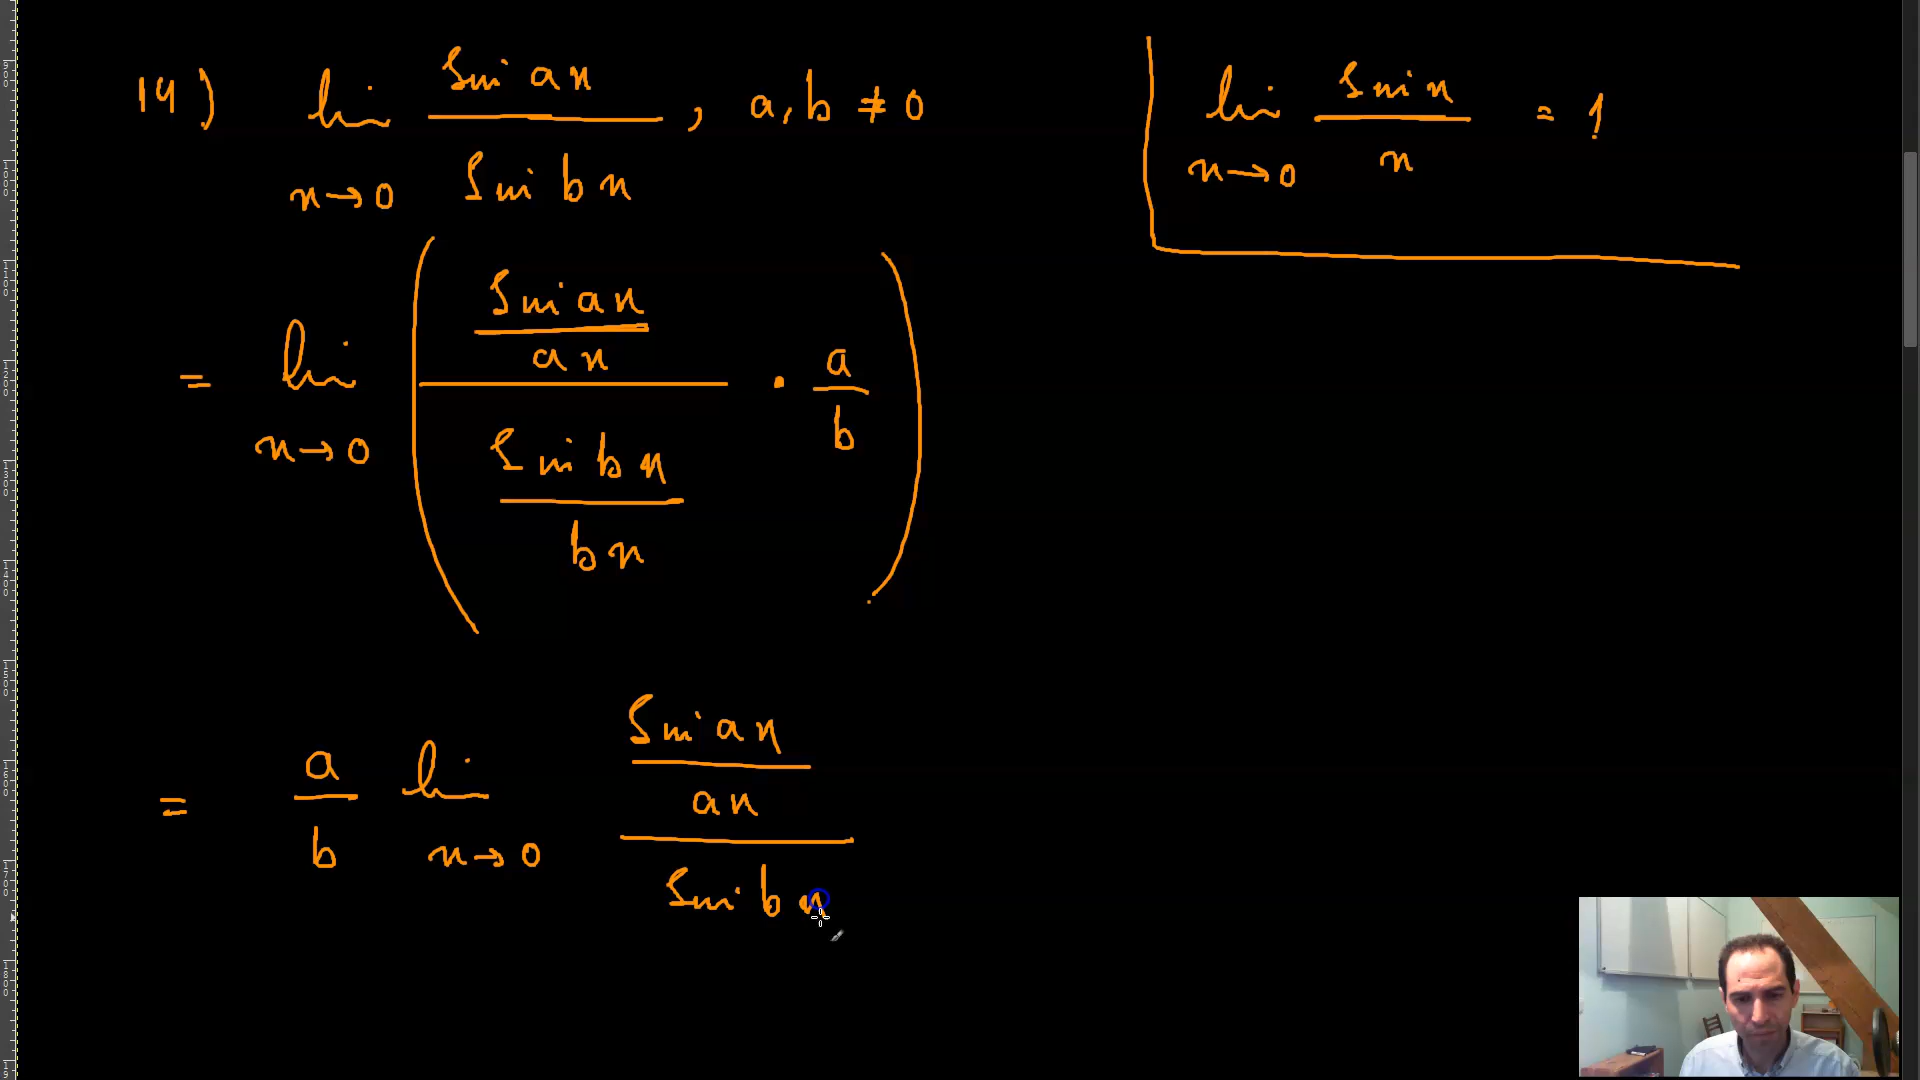 14) lim sin ax / sin bx , a, b ≠ 0
x→0
lim sin x / x = 1
x→0
= lim ( (sin ax / ax) / (sin bx / bx) · a/b )
x→0
= a/b lim (sin ax / ax) / (sin bx
x→0